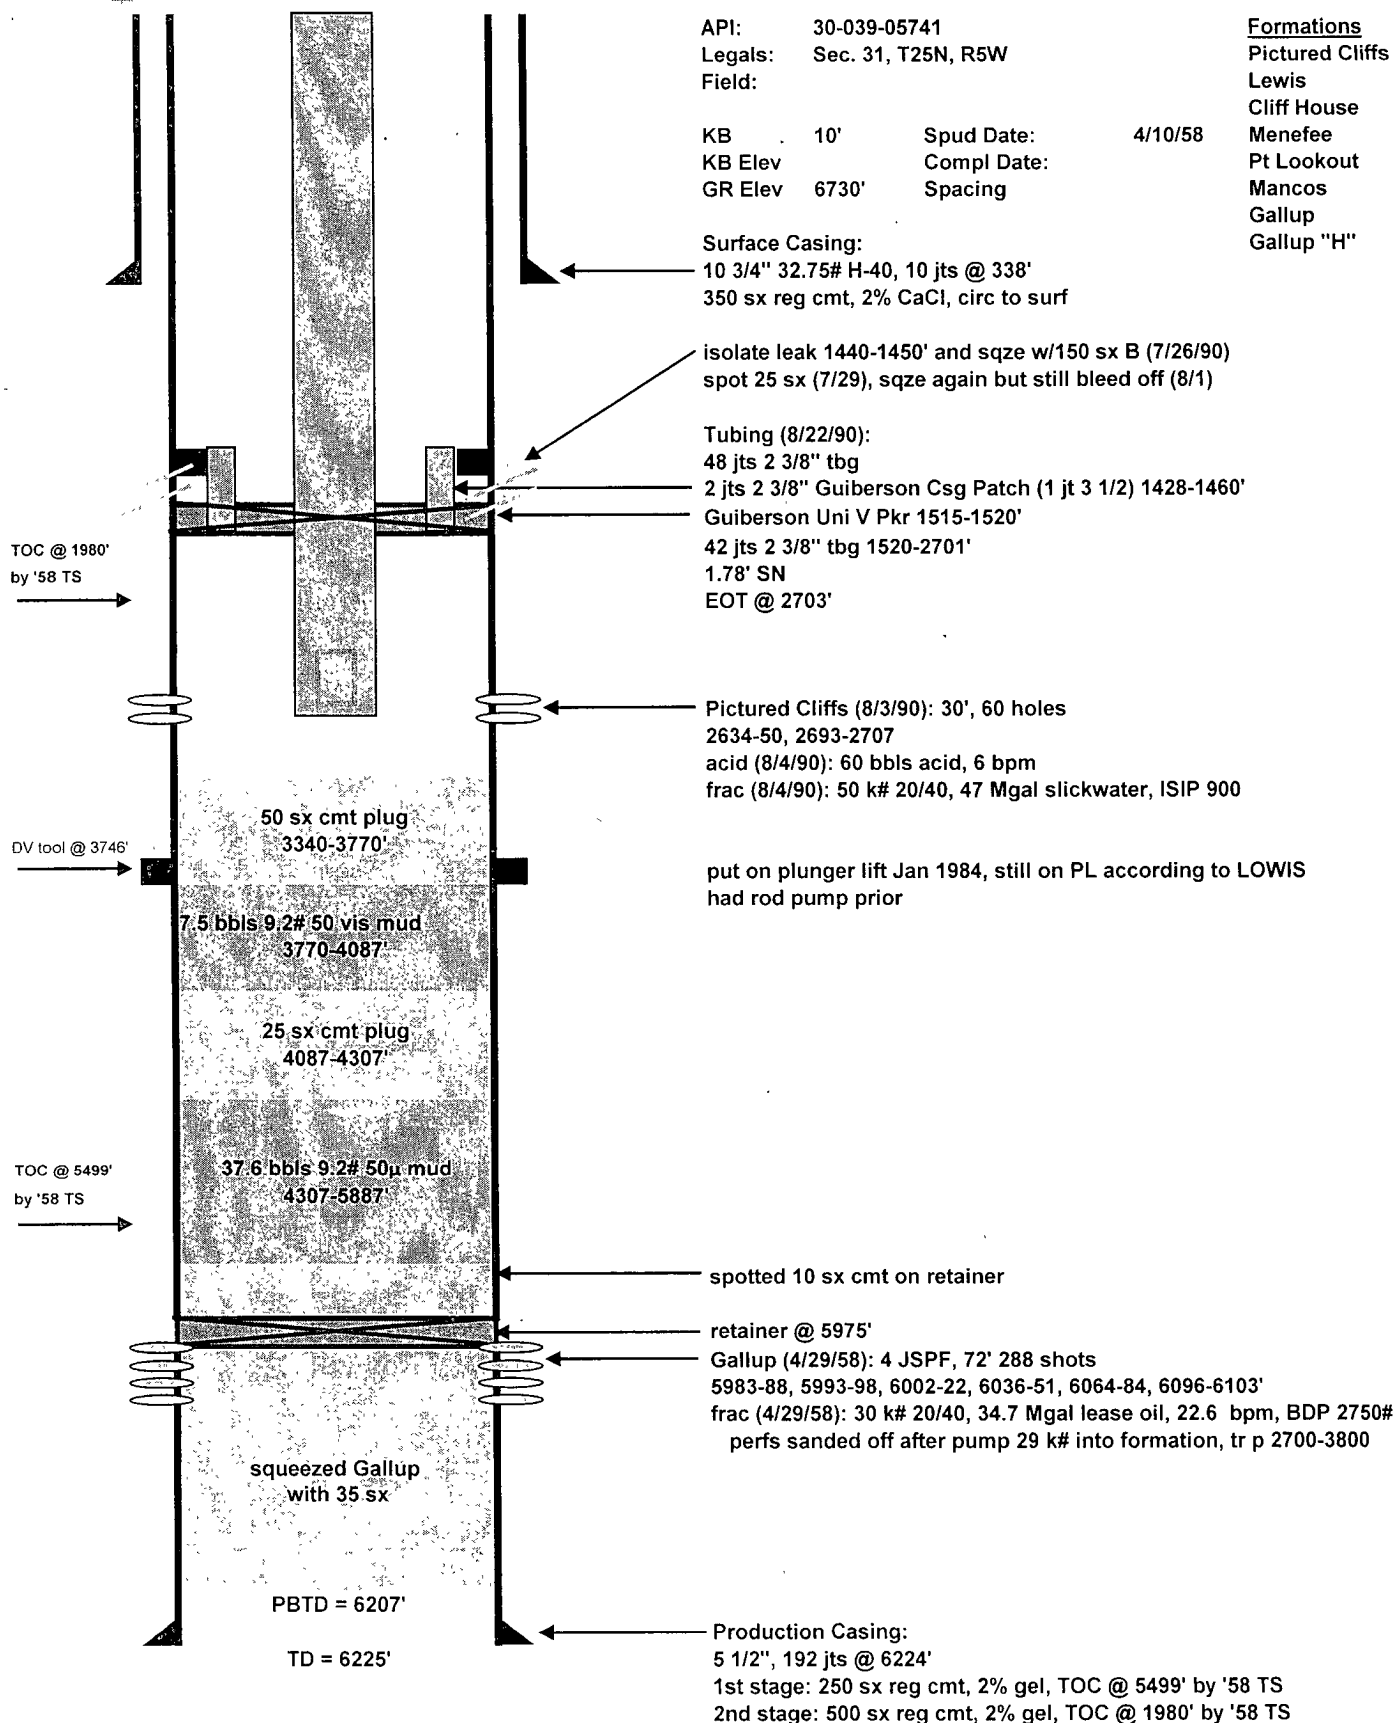 API: 30-039-05741
Legals: Sec. 31, T25N, R5W
Field:
KB 10' Spud Date: 4/10/58
KB Elev Compl Date:
GR Elev 6730' Spacing
Formations
Pictured Cliffs
Lewis
Cliff House
Menefee
Pt Lookout
Mancos
Gallup
Gallup "H"
Surface Casing:
10 3/4" 32.75# H-40, 10 jts @ 338'
350 sx reg cmt, 2% CaCl, circ to surf
isolate leak 1440-1450' and sqze w/150 sx B (7/26/90)
spot 25 sx (7/29), sqze again but still bleed off (8/1)
Tubing (8/22/90):
48 jts 2 3/8" tbg
2 jts 2 3/8" Guiberson Csg Patch (1 jt 3 1/2) 1428-1460'
Guiberson Uni V Pkr 1515-1520'
42 jts 2 3/8" tbg 1520-2701'
1.78' SN
EOT @ 2703'
TOC @ 1980'
by '58 TS
Pictured Cliffs (8/3/90): 30', 60 holes
2634-50, 2693-2707
acid (8/4/90): 60 bbls acid, 6 bpm
frac (8/4/90): 50 k# 20/40, 47 Mgal slickwater, ISIP 900
50 sx cmt plug
3340-3770'
DV tool @ 3746'
put on plunger lift Jan 1984, still on PL according to LOWIS
had rod pump prior
7.5 bbls 9.2# 50 vis mud
3770-4087'
25 sx cmt plug
4087-4307'
37.6 bbls 9.2# 50µ mud
4307-5887'
TOC @ 5499'
by '58 TS
spotted 10 sx cmt on retainer
retainer @ 5975'
Gallup (4/29/58): 4 JSPF, 72' 288 shots
5983-88, 5993-98, 6002-22, 6036-51, 6064-84, 6096-6103'
frac (4/29/58): 30 k# 20/40, 34.7 Mgal lease oil, 22.6 bpm, BDP 2750#
perfs sanded off after pump 29 k# into formation, tr p 2700-3800
squeezed Gallup
with 35 sx
PBTD = 6207'
TD = 6225'
Production Casing:
5 1/2", 192 jts @ 6224'
1st stage: 250 sx reg cmt, 2% gel, TOC @ 5499' by '58 TS
2nd stage: 500 sx reg cmt, 2% gel, TOC @ 1980' by '58 TS